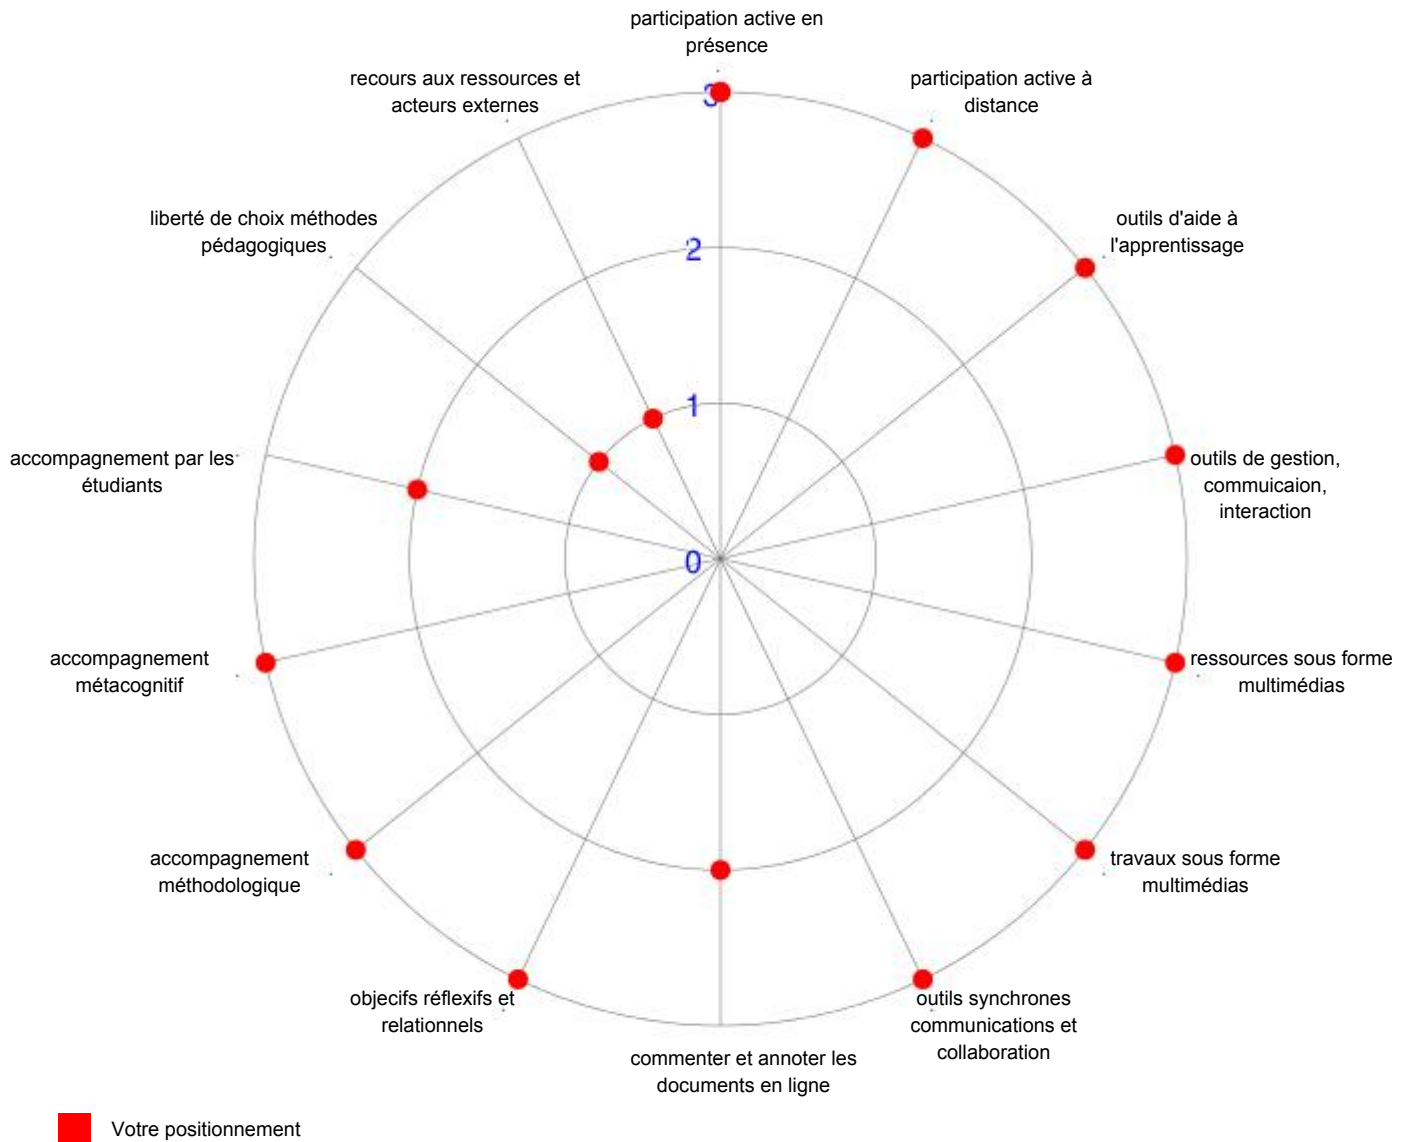 participation active en
présence
recours aux ressources et
acteurs externes
participation active à
distance
3
liberté de choix méthodes
pédagogiques
outils d'aide à
l'apprentissage
2
1
accompagnement par les
étudiants
outils de gestion,
commuicaion,
interaction
0
accompagnement
métacognitif
ressources sous forme
multimédias
accompagnement
méthodologique
travaux sous forme
multimédias
objecifs réflexifs et
relationnels
outils synchrones
communications et
collaboration
commenter et annoter les
documents en ligne
Votre positionnement